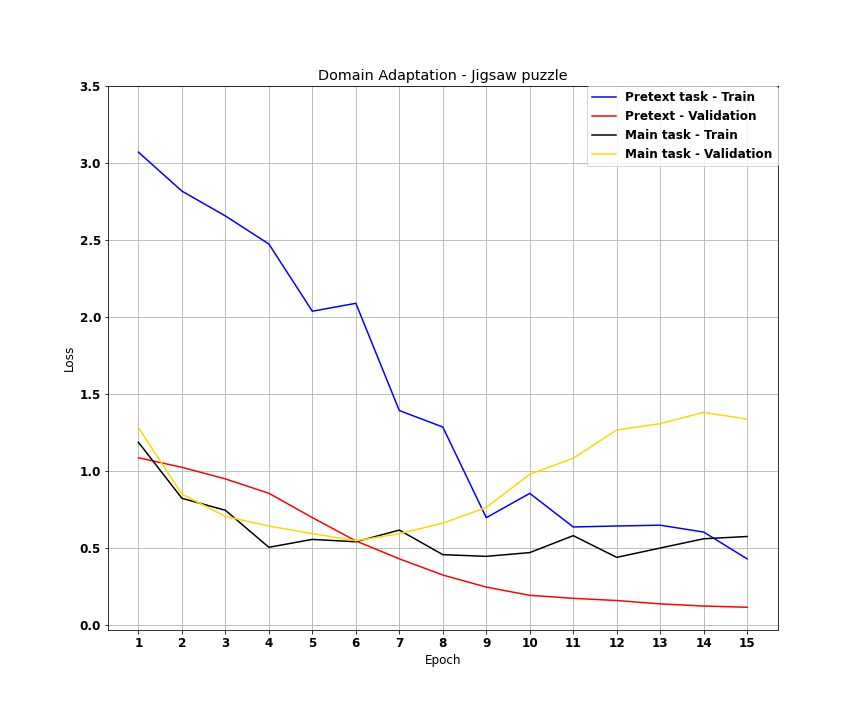 Domain Adaptation - Jigsaw puzzle
Pretext task - Train
Pretext - Validation
Main task - Train
Main task - Validation
3.5
3.0
2.5
2.0
1.5
1.0
0.5
0.0
Loss
1 2 3 4 5 6 7 8 9 10 11 12 13 14 15
Epoch